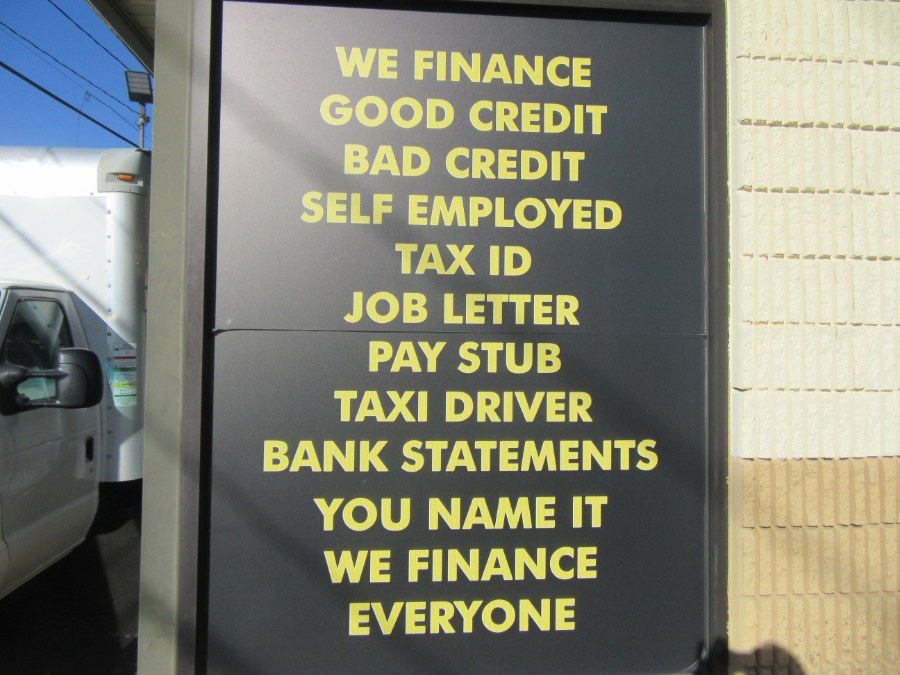 WE FINANCE
GOOD CREDIT
BAD CREDIT
SELF EMPLOYED
TAX ID
JOB LETTER
PAY STUB
TAXI DRIVER
BANK STATEMENTS
YOU NAME IT
WE FINANCE
EVERYONE